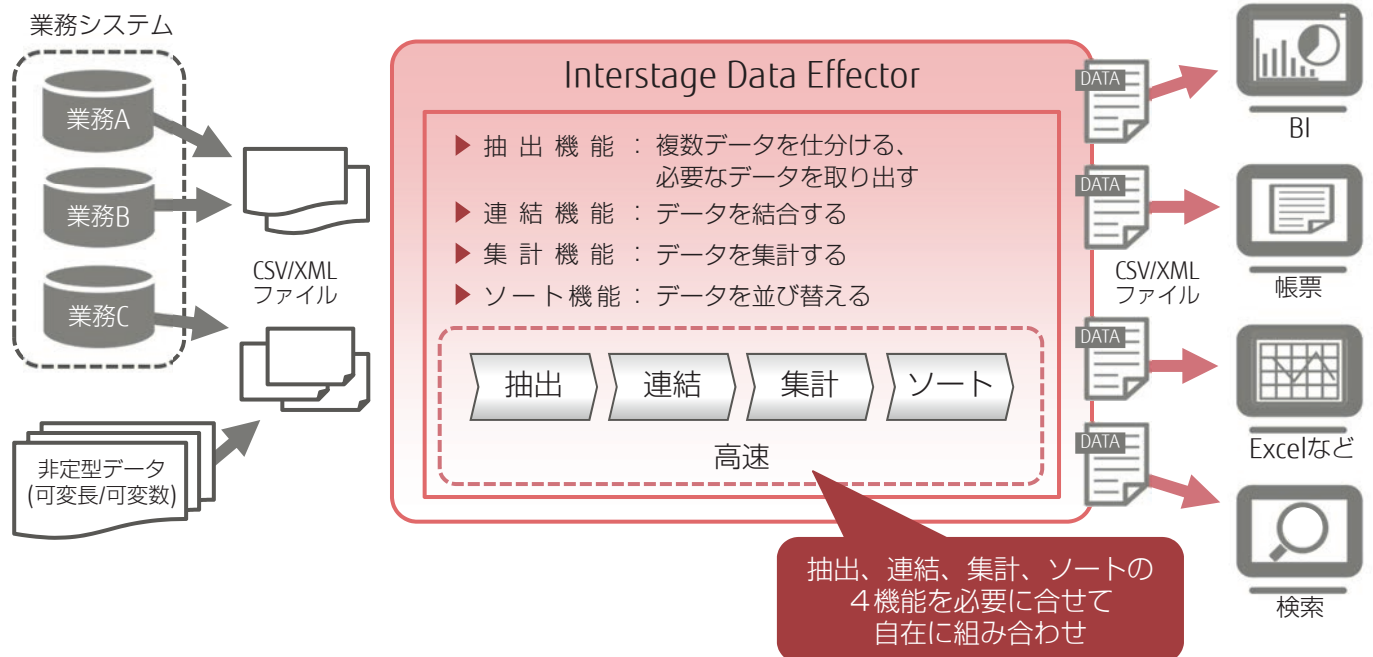 業務システム
業務A
業務B
業務C
CSV/XML
ファイル
非定型データ
(可変長/可変数)
Interstage Data Effector
▶ 抽出機能：複数データを仕分ける、
必要なデータを取り出す
▶ 連結機能：データを結合する
▶ 集計機能：データを集計する
▶ ソート機能：データを並び替える
抽出
連結
集計
ソート
高速
抽出、連結、集計、ソートの
４機能を必要に合せて
自在に組み合わせ
DATA
DATA
CSV/XML
ファイル
DATA
DATA
BI
帳票
Excelなど
検索